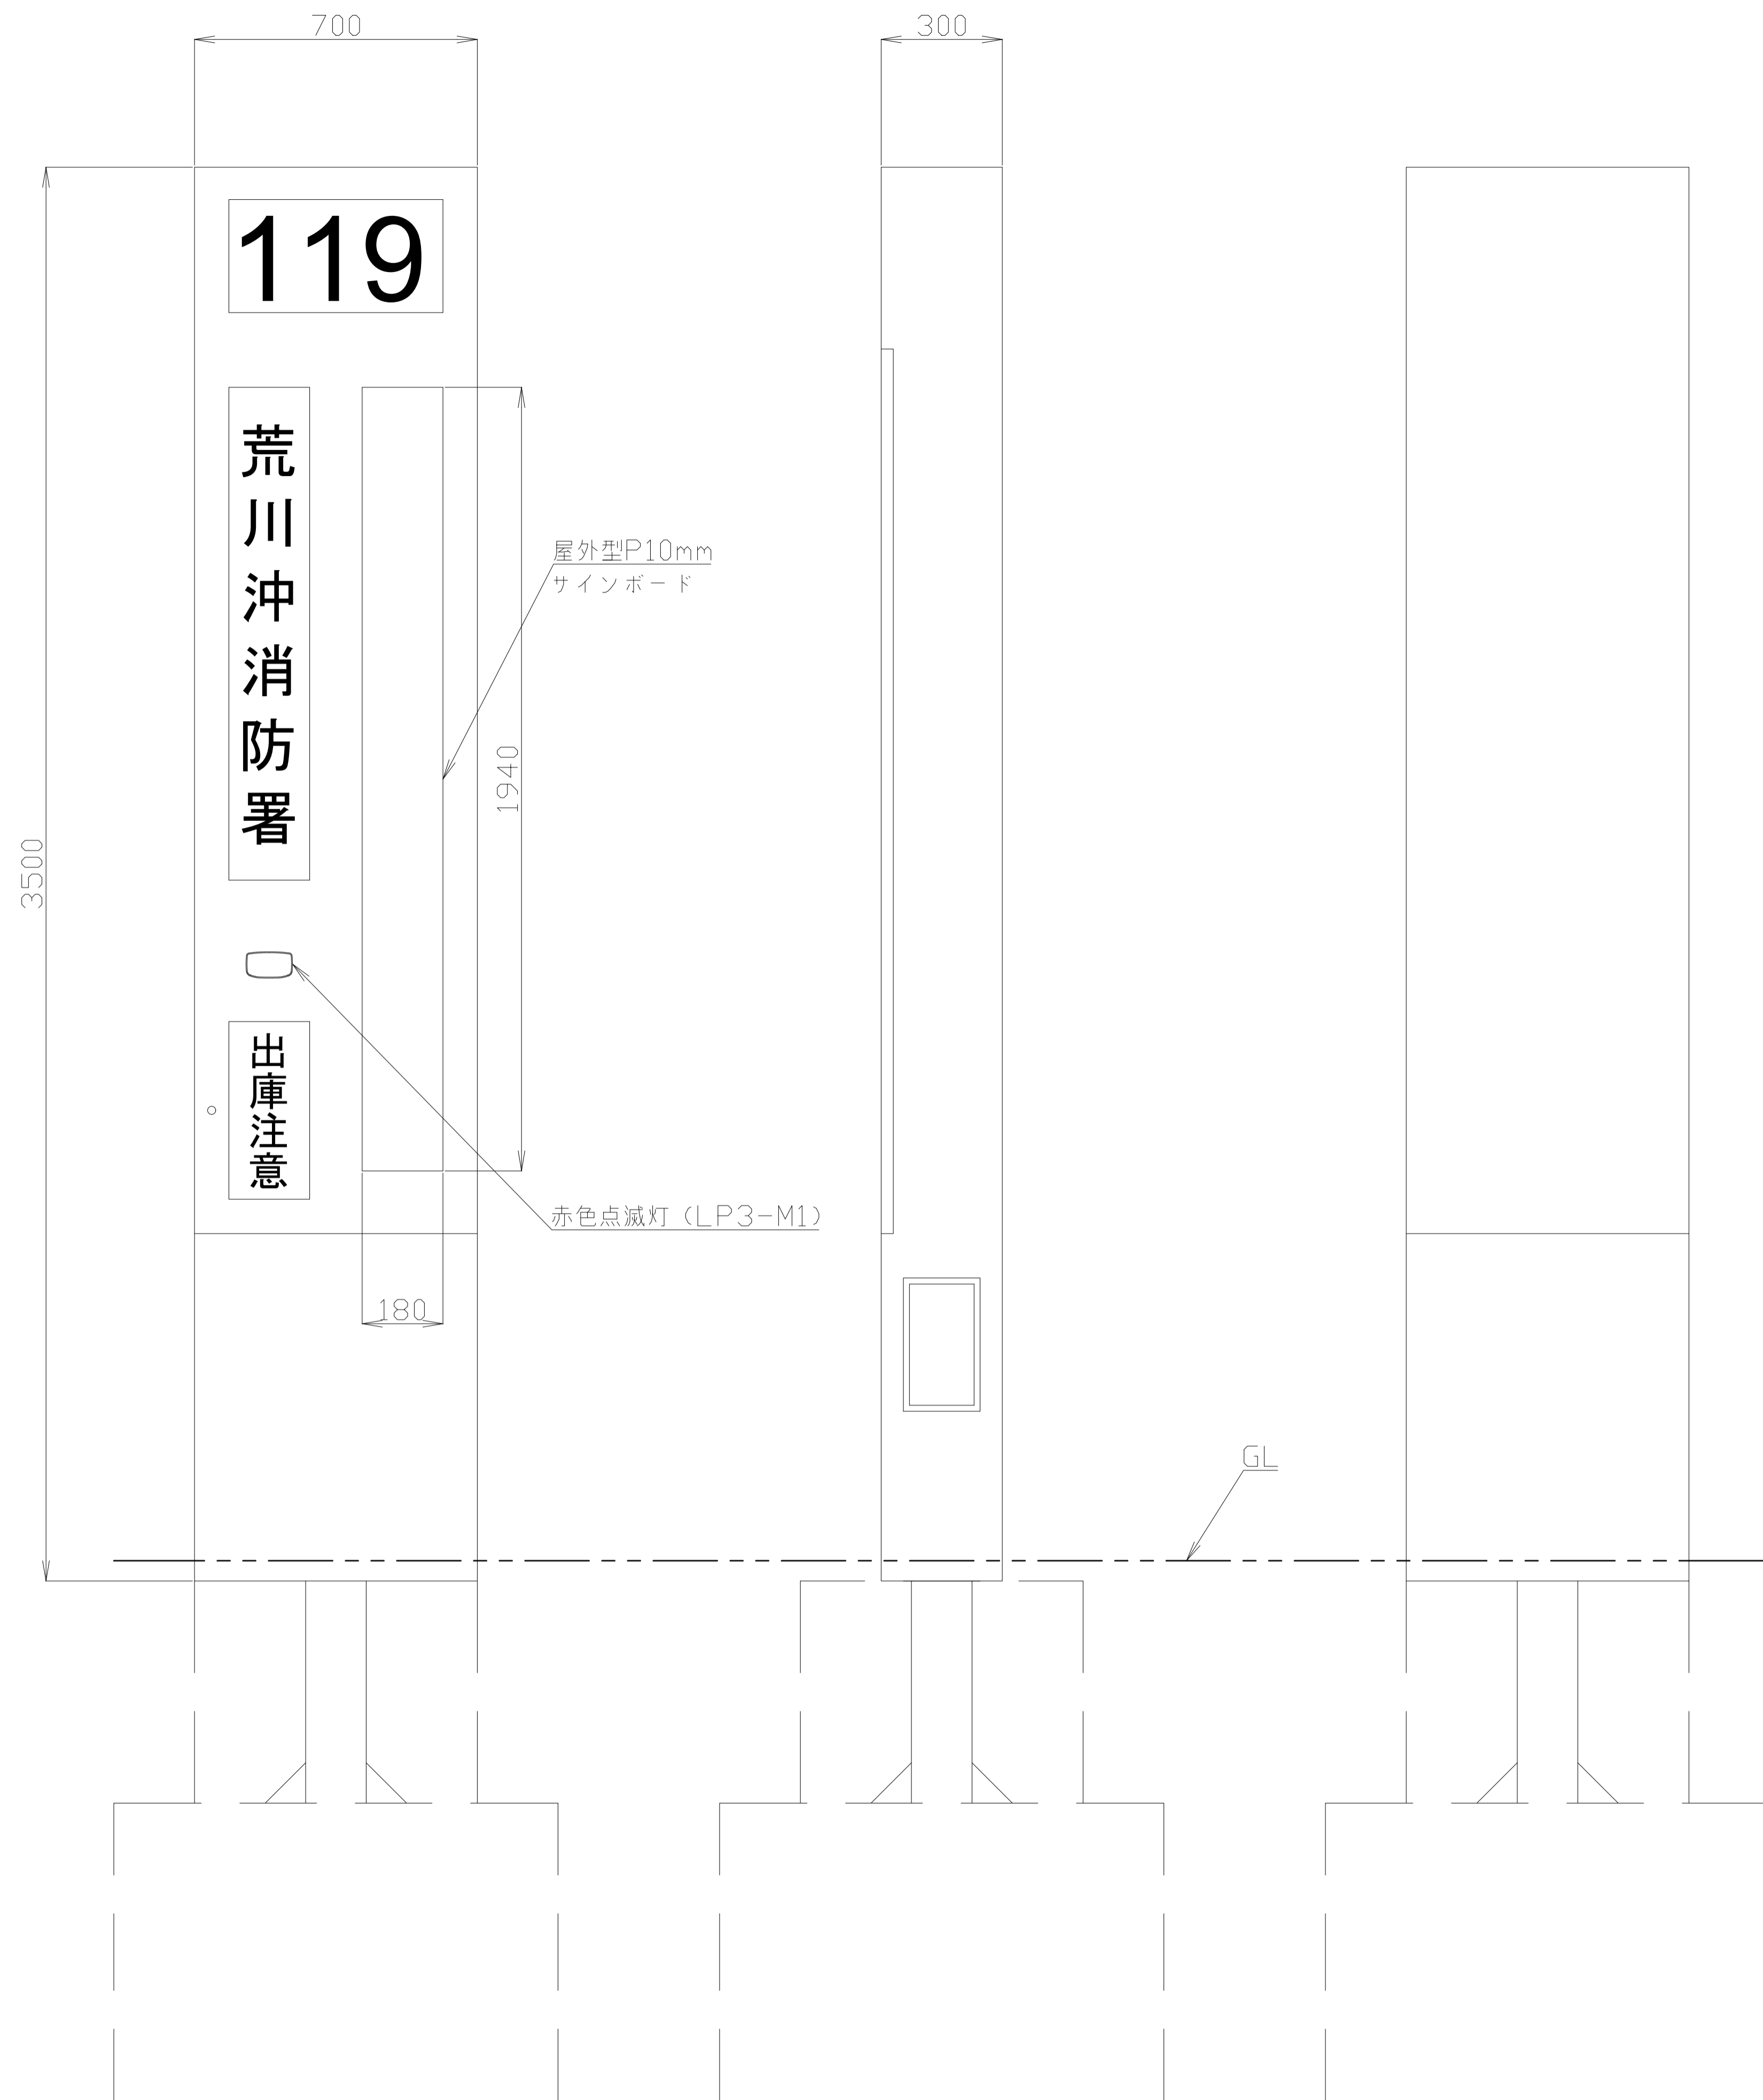 700
300
119
荒川沖消防署
屋外型P10mm
サインボード
1940
3500
出庫注意
赤色点滅灯(LP3-M1)
180
GL